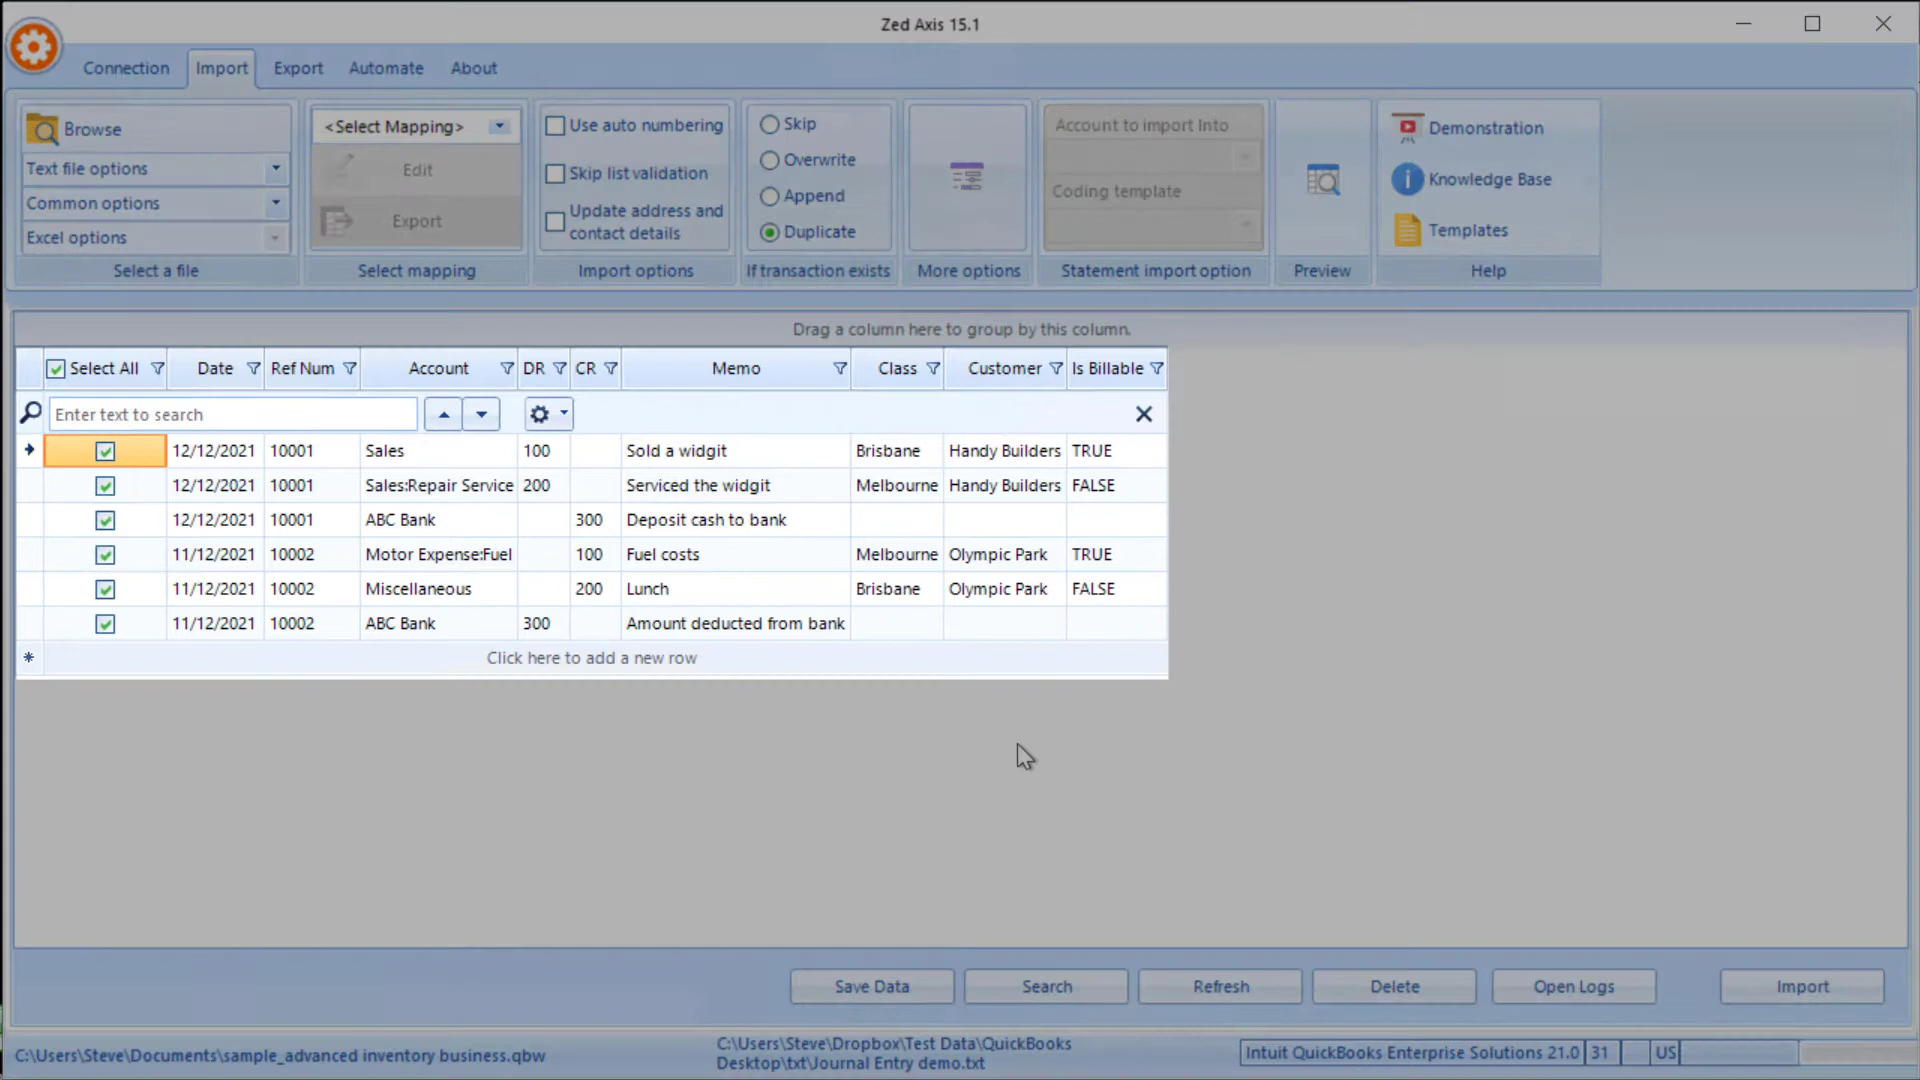 Zed Axis 15.1
Connection Import Export Automate About
Browse
Text file options
Common options
Excel options
Select a file
<Select Mapping>
Edit
Export
Select mapping
Use auto numbering
Skip list validation
Update address and
contact details
Import options
Skip
Overwrite
Append
Duplicate
If transaction exists
More options
Account to import Into
Coding template
Statement import option
Preview
Demonstration
Knowledge Base
Templates
Help
Drag a column here to group by this column.
Select All Date Ref Num Account DR CR Memo Class Customer Is Billable
Enter text to search
12/12/2021 10001 Sales 100 Sold a widgit Brisbane Handy Builders TRUE
12/12/2021 10001 Sales:Repair Service 200 Serviced the widgit Melbourne Handy Builders FALSE
12/12/2021 10001 ABC Bank 300 Deposit cash to bank
11/12/2021 10002 Motor Expense:Fuel 100 Fuel costs Melbourne Olympic Park TRUE
11/12/2021 10002 Miscellaneous 200 Lunch Brisbane Olympic Park FALSE
11/12/2021 10002 ABC Bank 300 Amount deducted from bank
Click here to add a new row
Save Data Search Refresh Delete Open Logs Import
C:\Users\Steve\Documents\sample_advanced inventory business.qbw
C:\Users\Steve\Dropbox\Test Data\QuickBooks
Desktop\txt\Journal Entry demo.txt
Intuit QuickBooks Enterprise Solutions 21.0 31 US